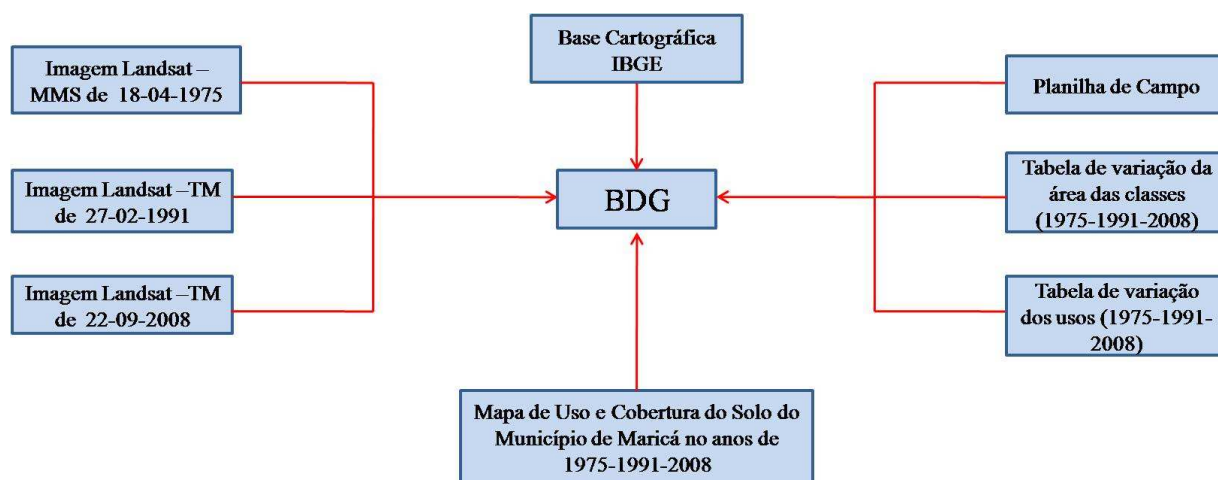 Imagem Landsat –
MMS de 18-04-1975
Imagem Landsat –TM
de 27-02-1991
Imagem Landsat –TM
de 22-09-2008
Base Cartográfica
IBGE
BDG
Mapa de Uso e Cobertura do Solo do
Município de Maricá no anos de
1975-1991-2008
Planilha de Campo
Tabela de variação da
área das classes
(1975-1991-2008)
Tabela de variação
dos usos (1975-1991-
2008)